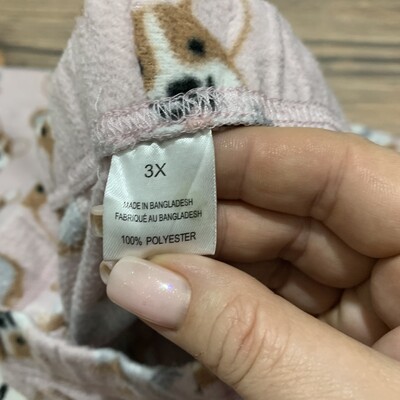 3X
MADE IN BANGLADESH
FABRIQUÉ AU BANGLADESH
100% POLYESTER